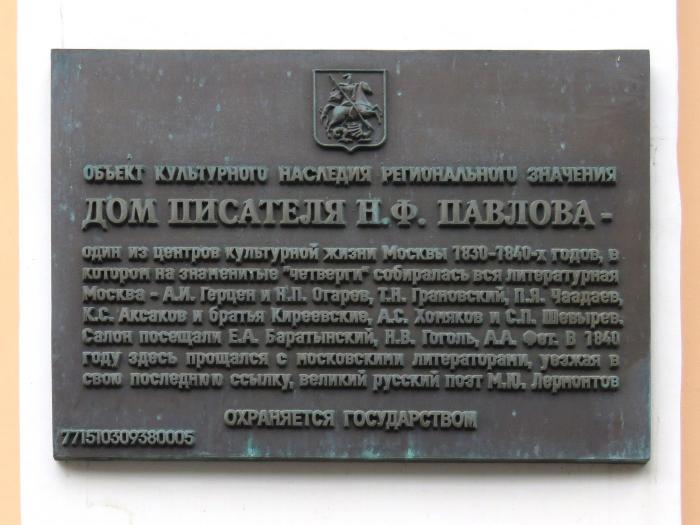 ОБЪЕКТ КУЛЬТУРНОГО НАСЛЕДИЯ РЕГИОНАЛЬНОГО ЗНАЧЕНИЯ
ДОМ ПИСАТЕЛЯ Н.Ф. ПАВЛОВА -
один из центров культурной жизни Москвы 1830-1840-х годов, в
котором на знаменитые "четверги" собиралась вся литературная
Москва - А.И. Герцен и Н.П. Огарев, Т.Н. Грановский, П.Я. Чаадаев,
К.С. Аксаков и братья Киреевские, А.С. Хомяков и С.П. Шевырев.
Салон посещали Е.А. Баратынский, Н.В. Гоголь, А.А. Фет. В 1840
году здесь прощался с московскими литераторами, уезжая в
свою последнюю ссылку, великий русский поэт М.Ю. Лермонтов
ОХРАНЯЕТСЯ ГОСУДАРСТВОМ
771510309380005